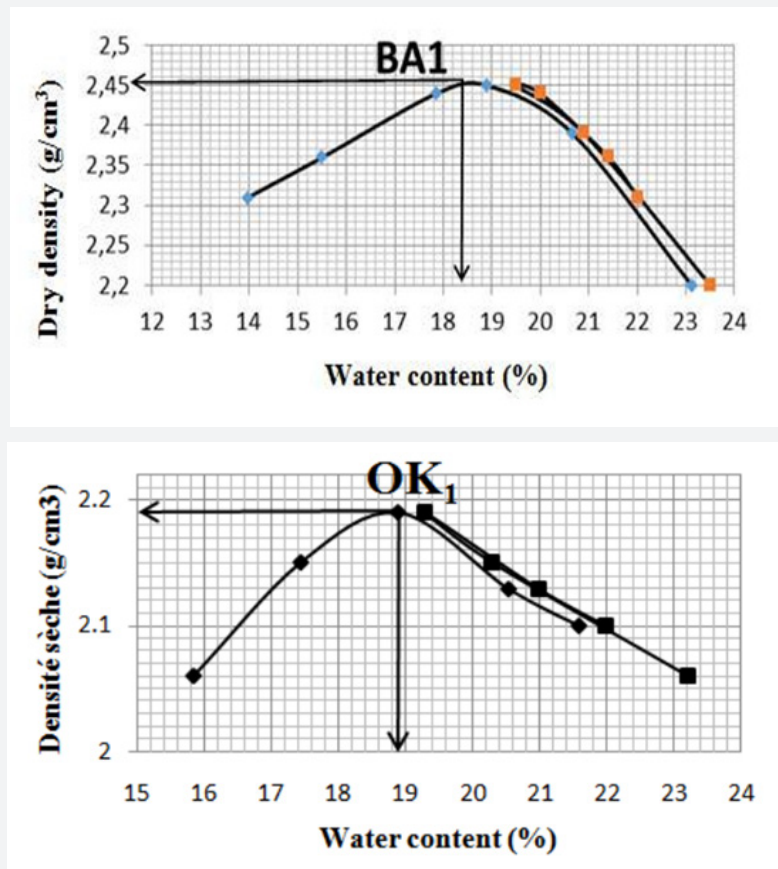 BA1
2,5
2,45
2,4
2,35
2,3
2,25
2,2
Dry density (g/cm³)
12 13 14 15 16 17 18 19 20 21 22 23 24
Water content (%)
OK₁
2.2
2.1
2
Densité sèche (g/cm3)
15 16 17 18 19 20 21 22 23 24
Water content (%)